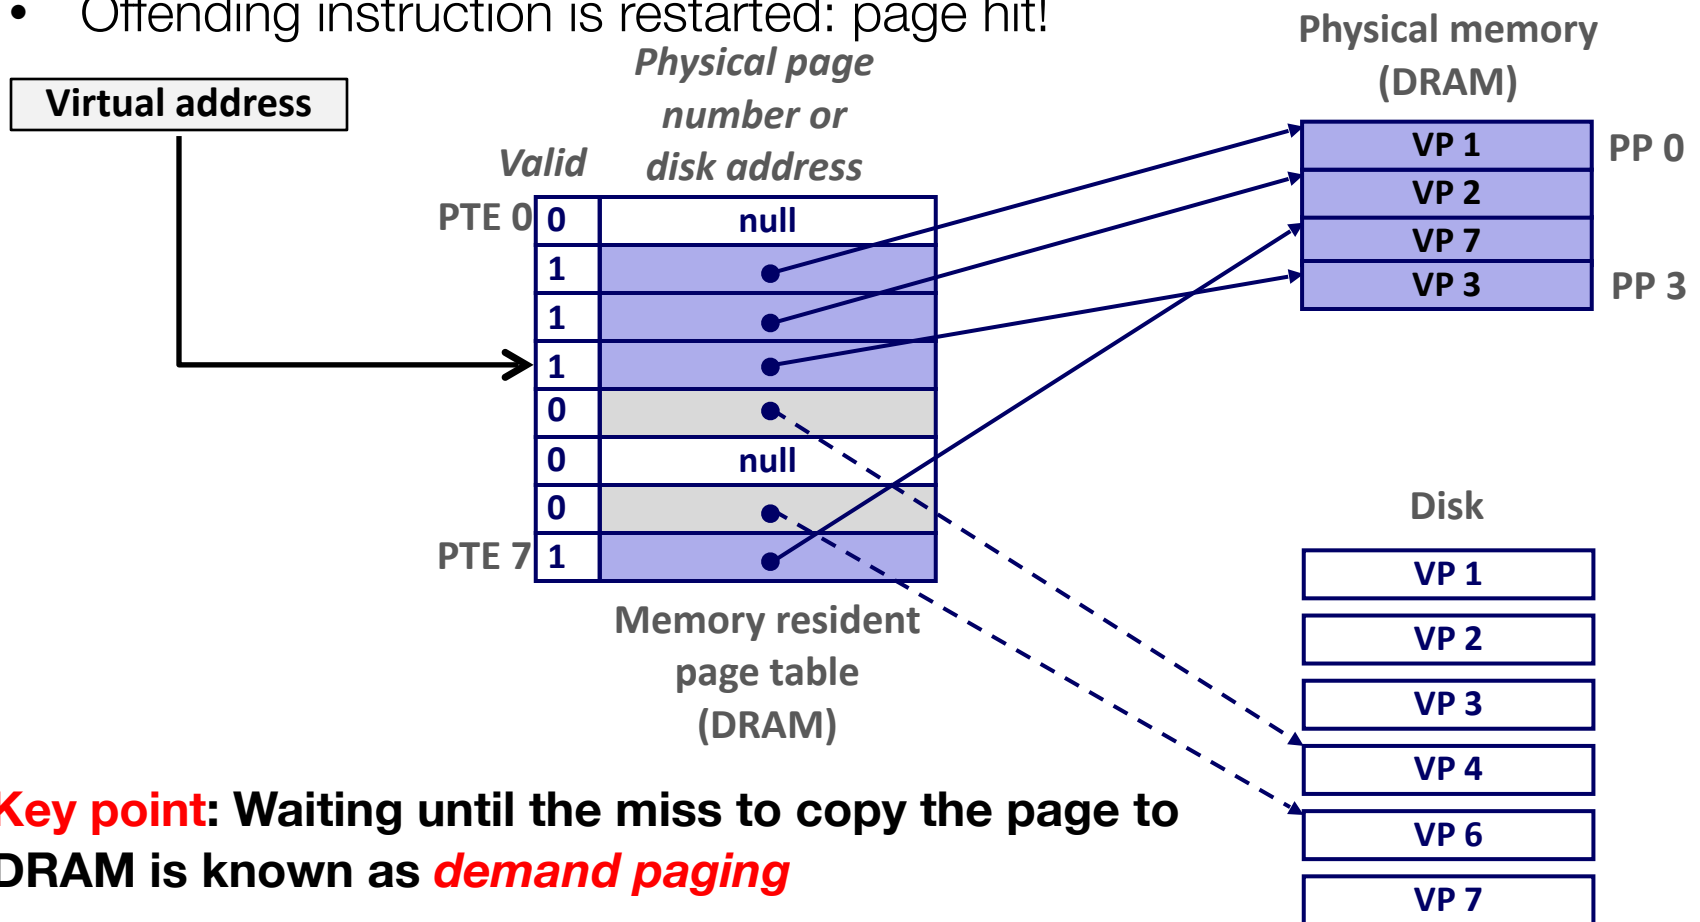 • Offending instruction is restarted: page hit!
Physical memory
(DRAM)
Physical page
number or
disk address
Virtual address
Valid
VP 1 PP 0
VP 2
VP 7
VP 3 PP 3
PTE 0 0 null
1
1
1
0
0 null
0
PTE 7 1
Memory resident
page table
(DRAM)
Disk
VP 1
VP 2
VP 3
VP 4
VP 6
VP 7
Key point: Waiting until the miss to copy the page to
DRAM is known as demand paging